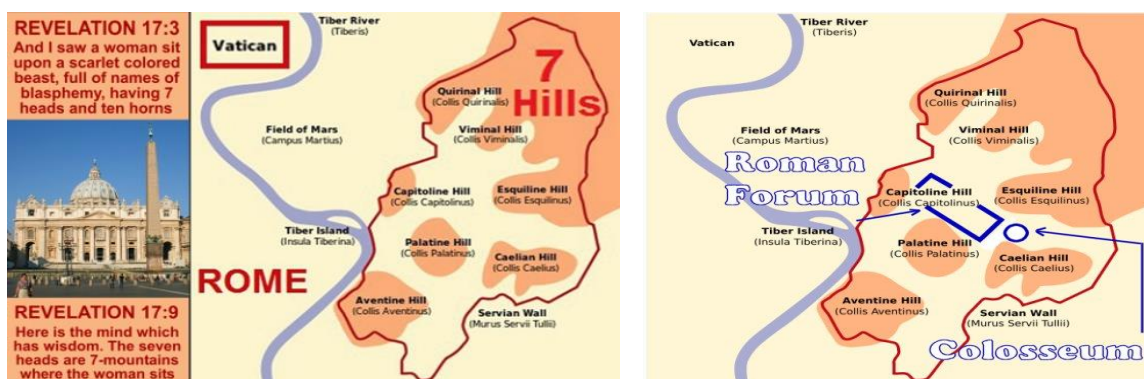 REVELATION 17:3
And I saw a woman sit
upon a scarlet colored
beast, full of names of
blasphemy, having 7
heads and ten horns
REVELATION 17:9
Here is the mind which
has wisdom. The seven
heads are 7-mountains
where the woman sits
Tiber River
(Tiberis)
Vatican
7
Hills
Quirinal Hill
(Collis Quirinalis)
Field of Mars
(Campus Martius)
Viminal Hill
(Collis Viminalis)
Capitoline Hill
(Collis Capitolinus)
Esquiline Hill
(Collis Esquilinus)
Tiber Island
(Insula Tiberina)
Palatine Hill
(Collis Palatinus)
Caelian Hill
(Collis Caelius)
ROME
Aventine Hill
(Collis Aventinus)
Servian Wall
(Murus Servii Tullii)
Tiber River
(Tiberis)
Vatican
Quirinal Hill
(Collis Quirinalis)
Field of Mars
(Campus Martius)
Viminal Hill
(Collis Viminalis)
Roman
Forum
Capitoline Hill
(Collis Capitolinus)
Esquiline Hill
(Collis Esquilinus)
Tiber Island
(Insula Tiberina)
Palatine Hill
(Collis Palatinus)
Caelian Hill
(Collis Caelius)
Aventine Hill
(Collis Aventinus)
Servian Wall
(Murus Servii Tullii)
Colosseum